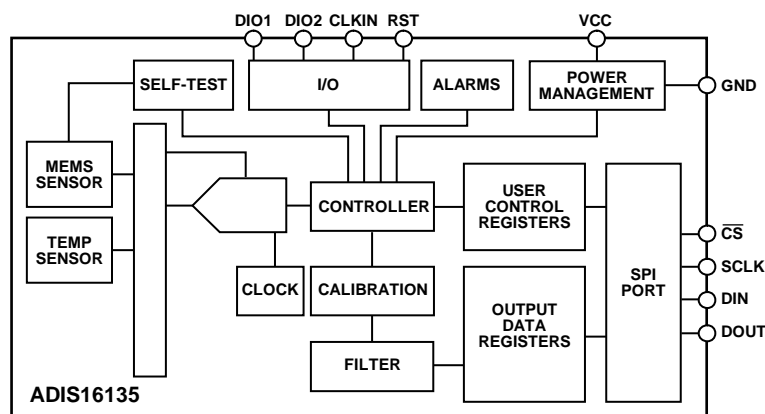 DIO1 DIO2 CLKIN RST VCC
SELF-TEST
I/O
ALARMS
POWER
MANAGEMENT
GND
MEMS
SENSOR
TEMP
SENSOR
CONTROLLER
USER
CONTROL
REGISTERS
CLOCK
CALIBRATION
FILTER
OUTPUT
DATA
REGISTERS
SPI
PORT
CS
SCLK
DIN
DOUT
ADIS16135